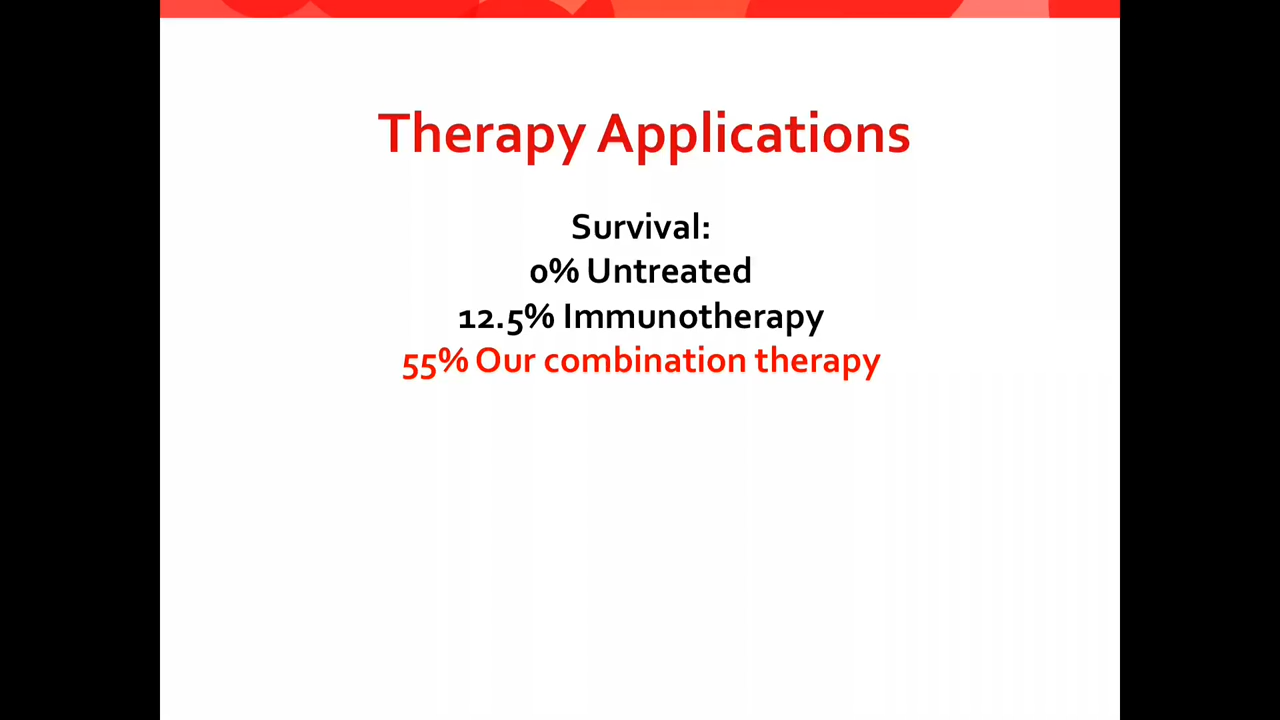 Therapy Applications
Survival:
0% Untreated
12.5% Immunotherapy
55% Our combination therapy